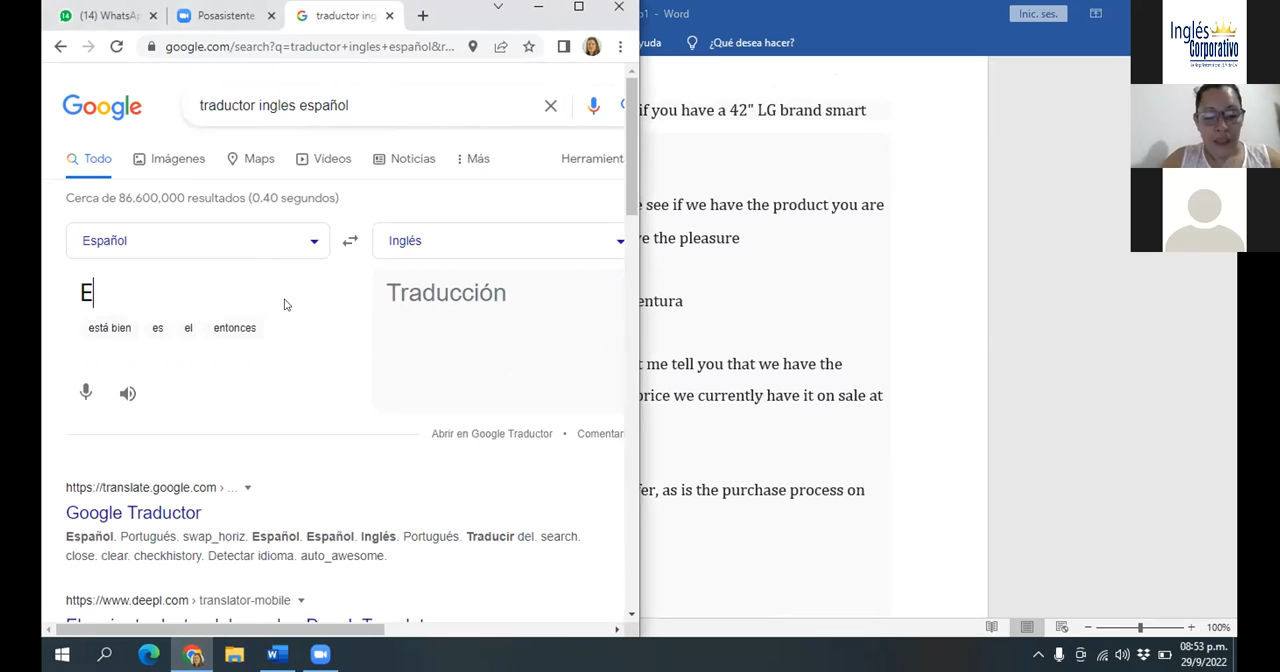 (14) WhatsAp
Posasistente
traductor ing
google.com/search?q=traductor+ingles+español&r...
Google
traductor ingles español
Todo
Imágenes
Maps
Vídeos
Noticias
Más
Herramient
Cerca de 86,600,000 resultados (0.40 segundos)
Español
Inglés
E
Traducción
está bien es el entonces
Abrir en Google Traductor • Comentar
https://translate.google.com › ...
Google Traductor
Español. Portugués. swap_horiz. Español. Español. Inglés. Portugués. Traducir del. search.
close. clear. checkhistory. Detectar idioma. auto_awesome.
https://www.deepl.com › translator-mobile
p1 - Word
Inic. ses.
yuda
¿Qué desea hacer?
if you have a 42" LG brand smart
e see if we have the product you are
ve the pleasure
entura
t me tell you that we have the
price we currently have it on sale at
fer, as is the purchase process on
100%
Inglés
Corporativo
08:53 p.m.
29/9/2022